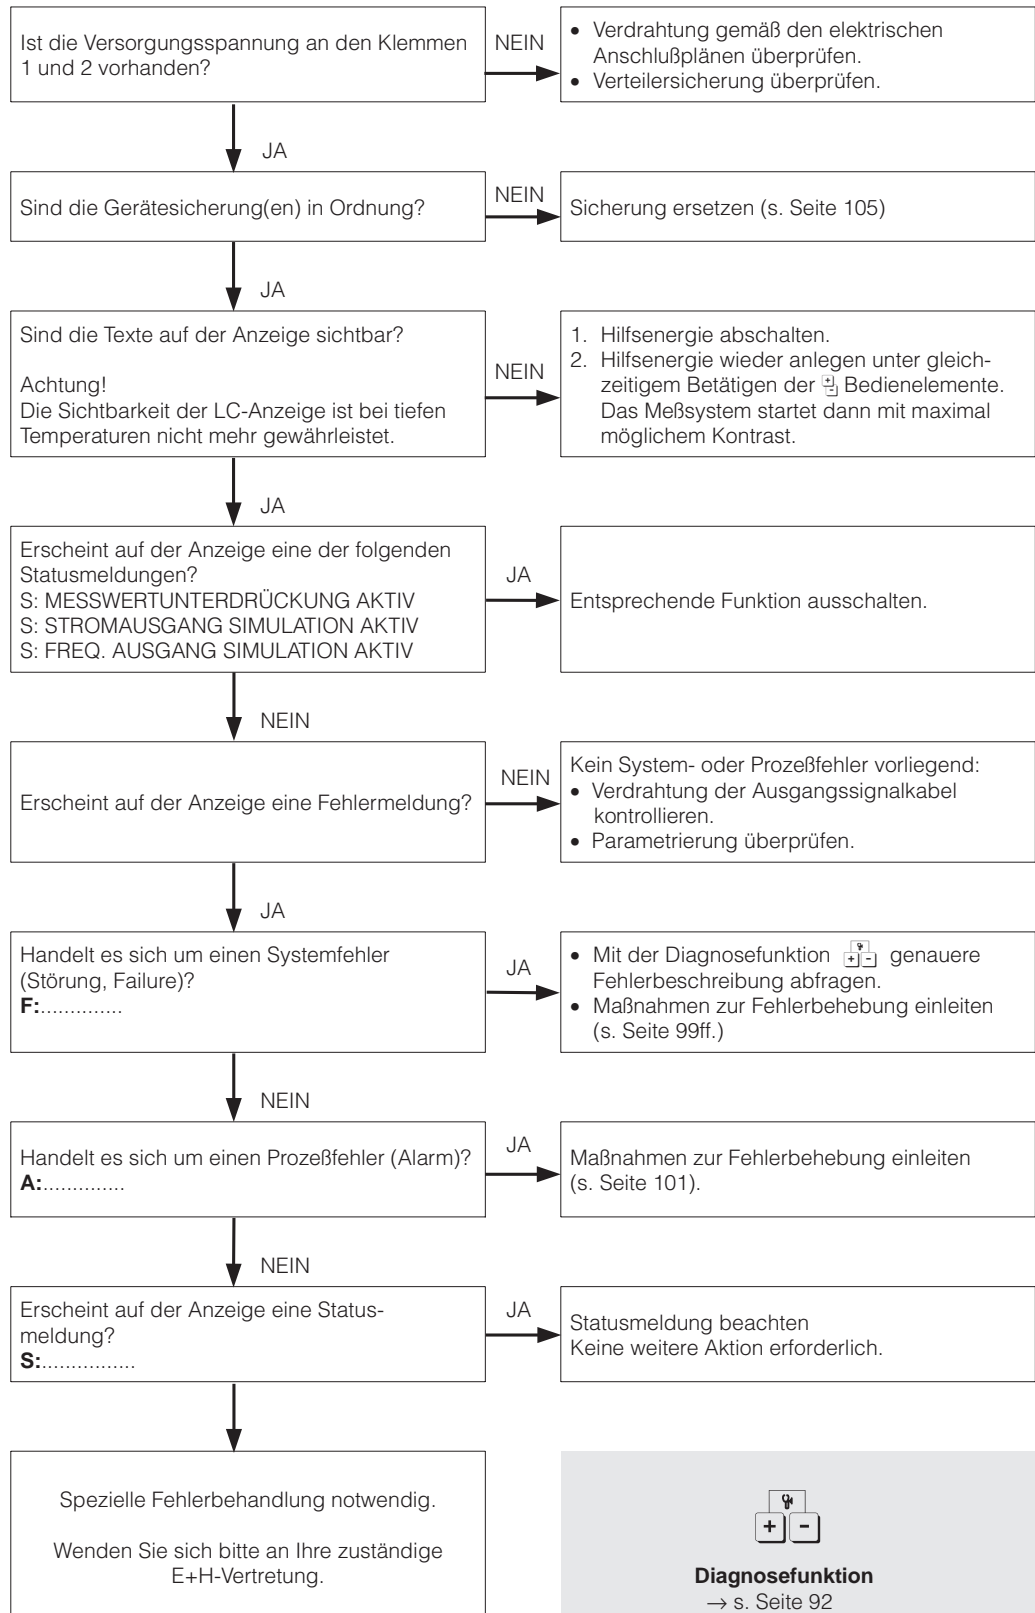 Ist die Versorgungsspannung an den Klemmen
1 und 2 vorhanden?
NEIN
• Verdrahtung gemäß den elektrischen
Anschlußplänen überprüfen.
• Verteilersicherung überprüfen.
JA
Sind die Gerätesicherung(en) in Ordnung?
NEIN
Sicherung ersetzen (s. Seite 105)
JA
Sind die Texte auf der Anzeige sichtbar?
Achtung!
Die Sichtbarkeit der LC-Anzeige ist bei tiefen
Temperaturen nicht mehr gewährleistet.
NEIN
1. Hilfsenergie abschalten.
2. Hilfsenergie wieder anlegen unter gleich-
zeitigem Betätigen der + - Bedienelemente.
Das Meßsystem startet dann mit maximal
möglichem Kontrast.
JA
Erscheint auf der Anzeige eine der folgenden
Statusmeldungen?
S: MESSWERTUNTERDRÜCKUNG AKTIV
S: STROMAUSGANG SIMULATION AKTIV
S: FREQ. AUSGANG SIMULATION AKTIV
JA
Entsprechende Funktion ausschalten.
NEIN
Erscheint auf der Anzeige eine Fehlermeldung?
NEIN
Kein System- oder Prozeßfehler vorliegend:
• Verdrahtung der Ausgangssignalkabel
kontrollieren.
• Parametrierung überprüfen.
JA
Handelt es sich um einen Systemfehler
(Störung, Failure)?
F:..............
JA
• Mit der Diagnosefunktion + - genauere
Fehlerbeschreibung abfragen.
• Maßnahmen zur Fehlerbehebung einleiten
(s. Seite 99ff.)
NEIN
Handelt es sich um einen Prozeßfehler (Alarm)?
A:..............
JA
Maßnahmen zur Fehlerbehebung einleiten
(s. Seite 101).
NEIN
Erscheint auf der Anzeige eine Status-
meldung?
S:................
JA
Statusmeldung beachten
Keine weitere Aktion erforderlich.
Spezielle Fehlerbehandlung notwendig.
Wenden Sie sich bitte an Ihre zuständige
E+H-Vertretung.
+ -
Diagnosefunktion
→ s. Seite 92